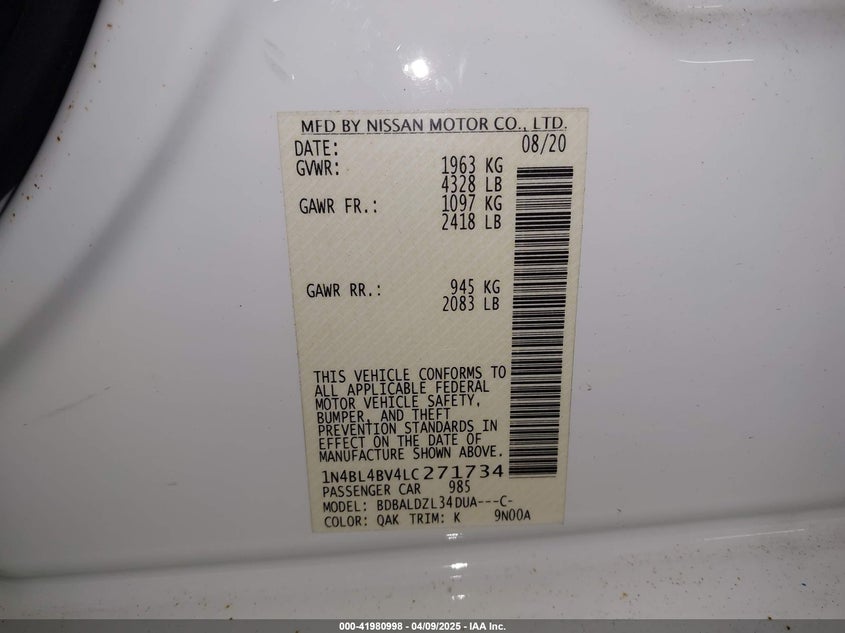 MFD BY NISSAN MOTOR CO., LTD.
DATE: 08/20
GVWR: 1963 KG
4328 LB
GAWR FR.: 1097 KG
2418 LB
GAWR RR.: 945 KG
2083 LB
THIS VEHICLE CONFORMS TO
ALL APPLICABLE FEDERAL
MOTOR VEHICLE SAFETY,
BUMPER, AND THEFT
PREVENTION STANDARDS IN
EFFECT ON THE DATE OF
MANUFACTURE SHOWN ABOVE.
1N4BL4BV4LC271734
PASSENGER CAR 985
MODEL: BDBALDZL34DUA---C-
COLOR: QAK TRIM: K 9N00A
000-41980998 - 04/09/2025 - IAA Inc.